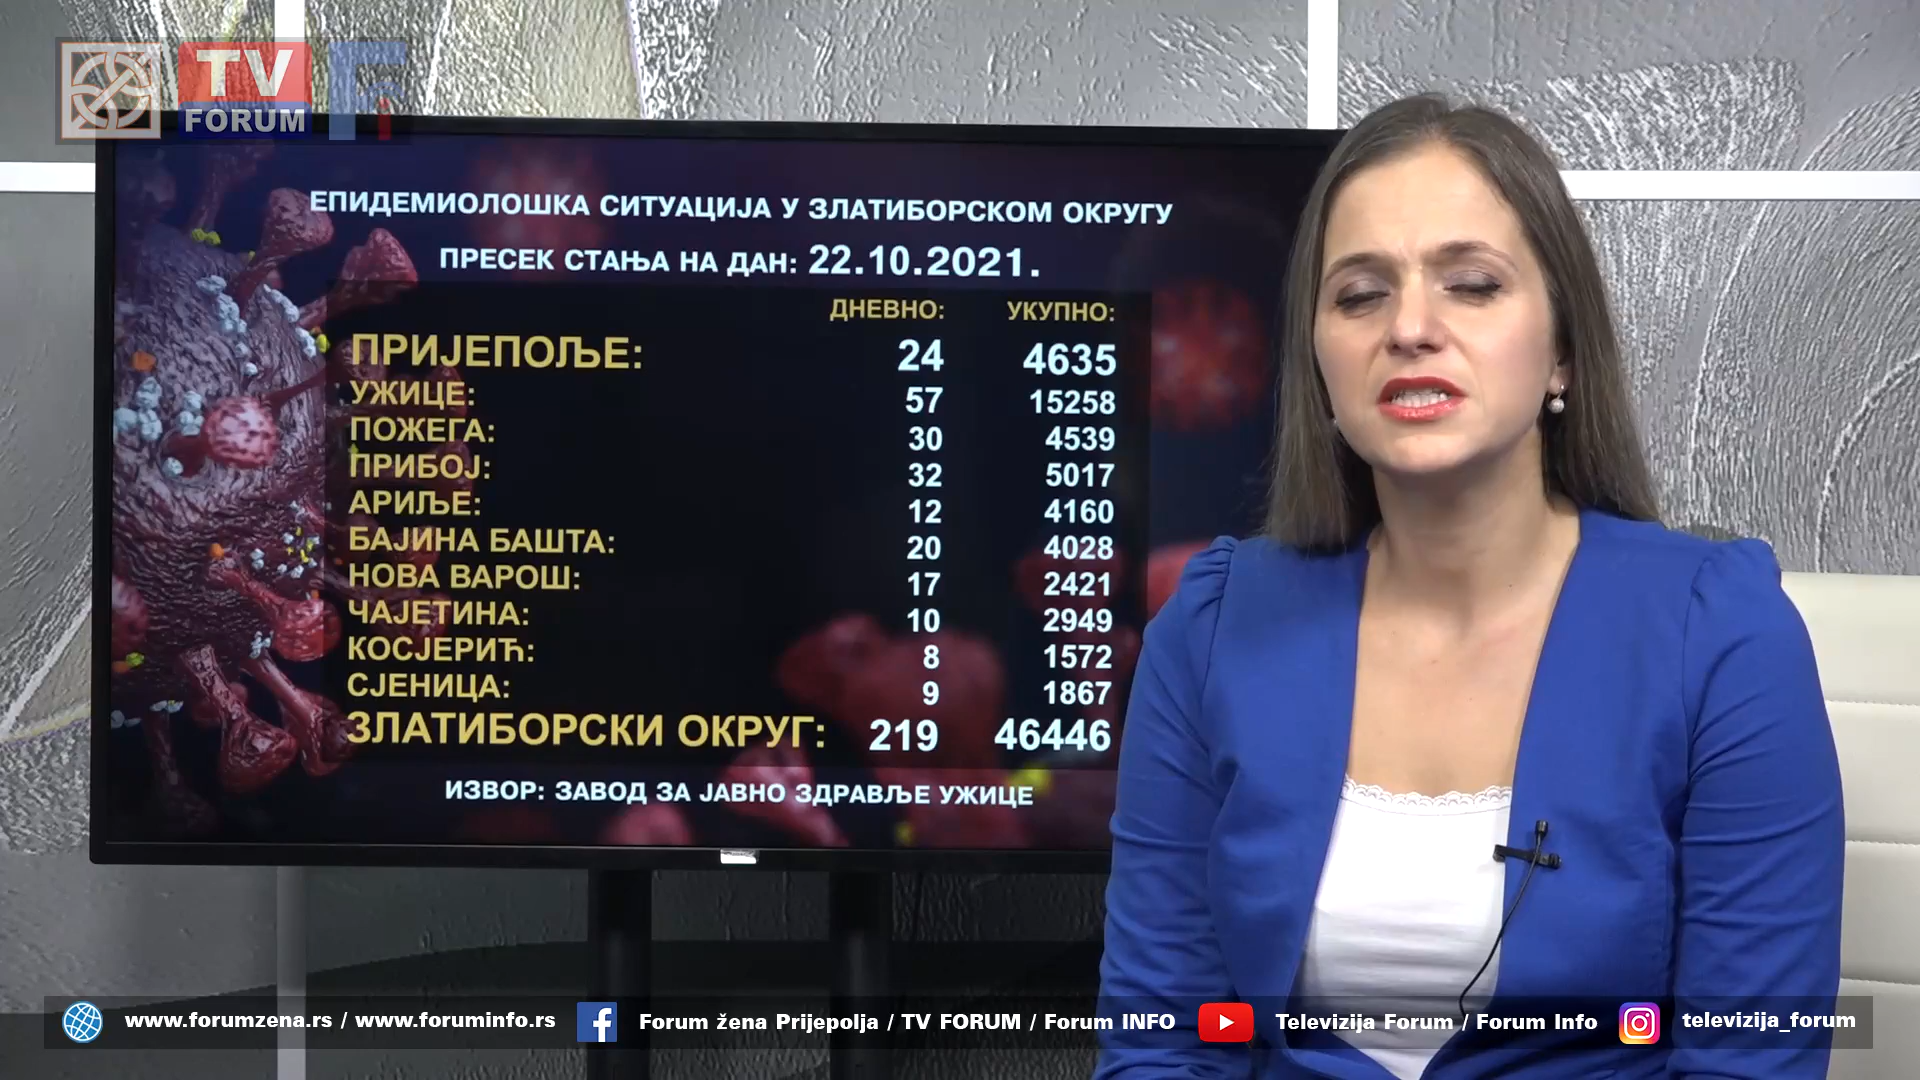 TV
FORUM
Fi
ЕПИДЕМИОЛОШКА СИТУАЦИЈА У ЗЛАТИБОРСКОМ ОКРУГУ
ПРЕСЕК СТАЊА НА ДАН: 22.10.2021.
ДНЕВНО: УКУПНО:
ПРИЈЕПОЉЕ: 24 4635
УЖИЦЕ: 57 15258
ПОЖЕГА: 30 4539
ПРИБОЈ: 32 5017
АРИЉЕ: 12 4160
БАЈИНА БАШТА: 20 4028
НОВА ВАРОШ: 17 2421
ЧАЈЕТИНА: 10 2949
КОСЈЕРИЋ: 8 1572
СЈЕНИЦА: 9 1867
ЗЛАТИБОРСКИ ОКРУГ: 219 46446
ИЗВОР: ЗАВОД ЗА ЈАВНО ЗДРАВЉЕ УЖИЦЕ
www.forumzena.rs / www.foruminfo.rs Forum žena Prijepolja / TV FORUM / Forum INFO Televizija Forum / Forum Info televizija_forum